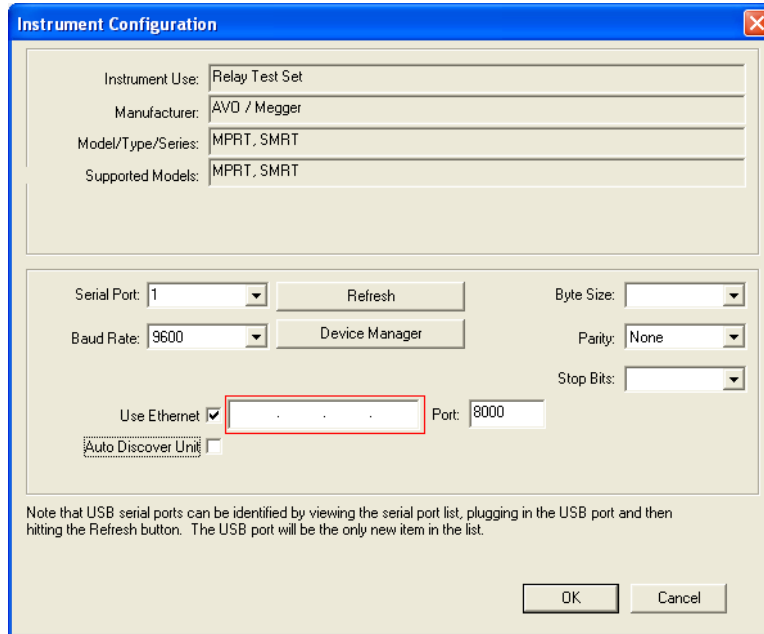 Instrument Configuration
Instrument Use: Relay Test Set
Manufacturer: AVO / Megger
Model/Type/Series: MPRT, SMRT
Supported Models: MPRT, SMRT
Serial Port: 1 Refresh Byte Size:
Baud Rate: 9600 Device Manager Parity: None
Stop Bits:
Use Ethernet . . . Port: 8000
Auto Discover Unit
Note that USB serial ports can be identified by viewing the serial port list, plugging in the USB port and then
hitting the Refresh button. The USB port will be the only new item in the list.
OK Cancel